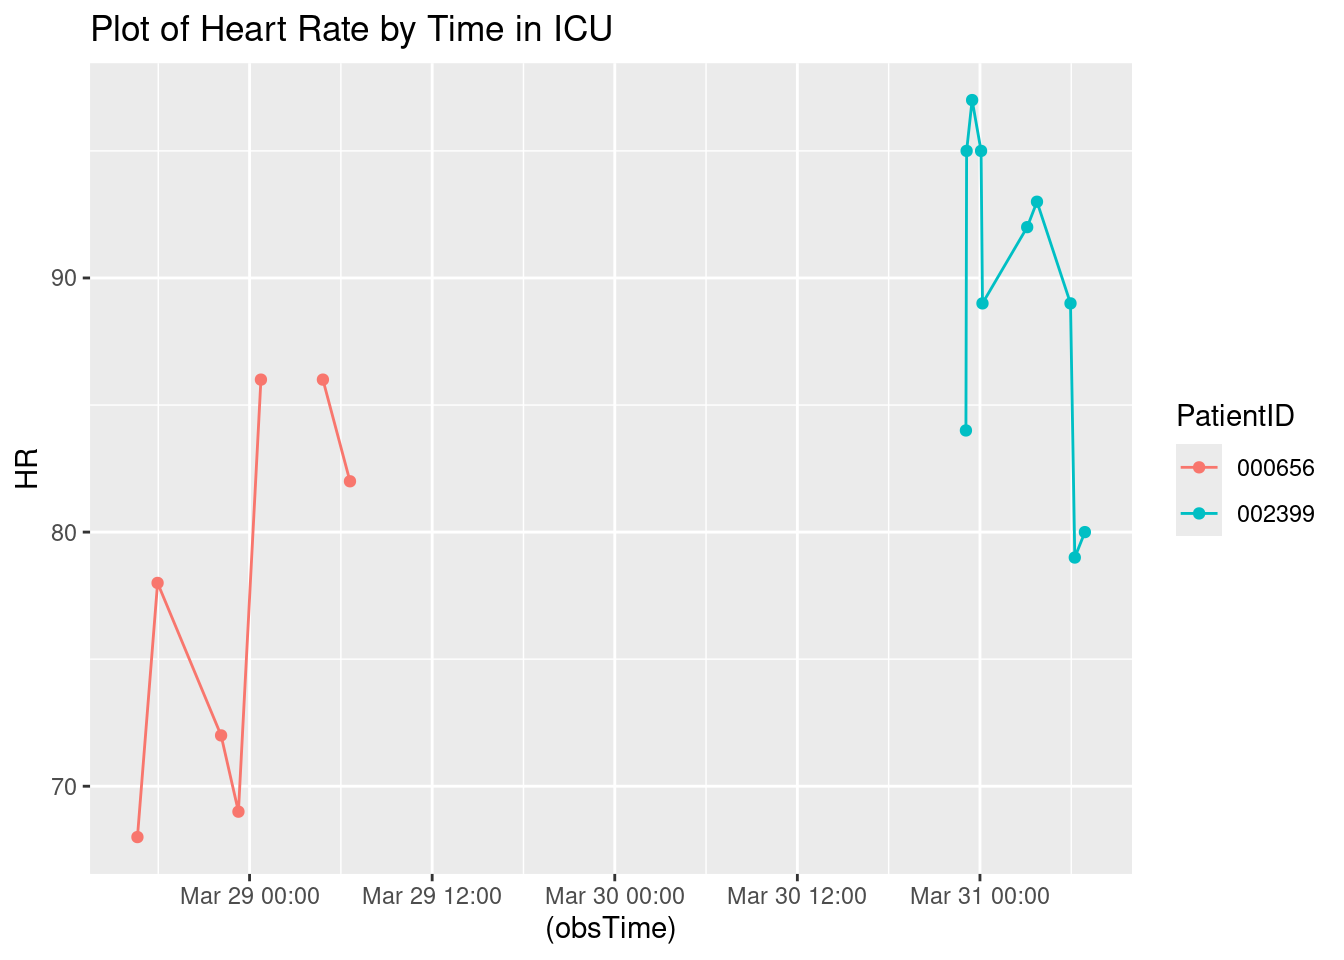 Plot of Heart Rate by Time in ICU
HR
90
80
70
Mar 29 00:00
Mar 29 12:00
Mar 30 00:00
Mar 30 12:00
Mar 31 00:00
(obsTime)
PatientID
000656
002399